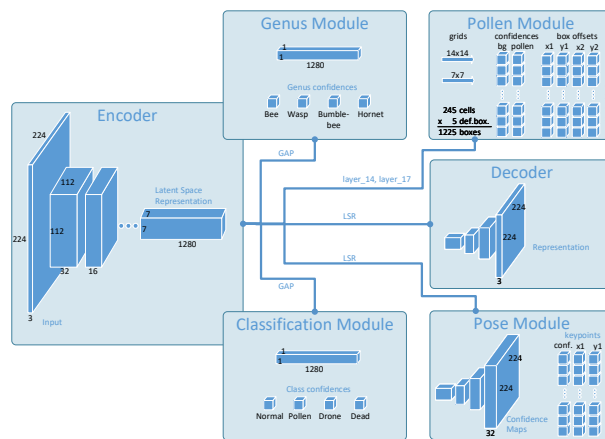 Genus Module
1
1
1280
Genus confidences
Bee Wasp Bumble-
bee
Hornet
Pollen Module
grids confidences box offsets
bg pollen x1 y1 x2 y2
14x14
7x7
245 cells
x 5 def.box.
1225 boxes
Encoder
224
224
3
Input
112
112
32
16
Latent Space
Representation
7
7
1280
GAP
layer_14, layer_17
LSR
LSR
GAP
Decoder
224
224
3
Representation
Classification Module
1
1
1280
Class confidences
Normal Pollen Drone Dead
Pose Module
keypoints
conf. x1 y1
224
224
32
Confidence
Maps